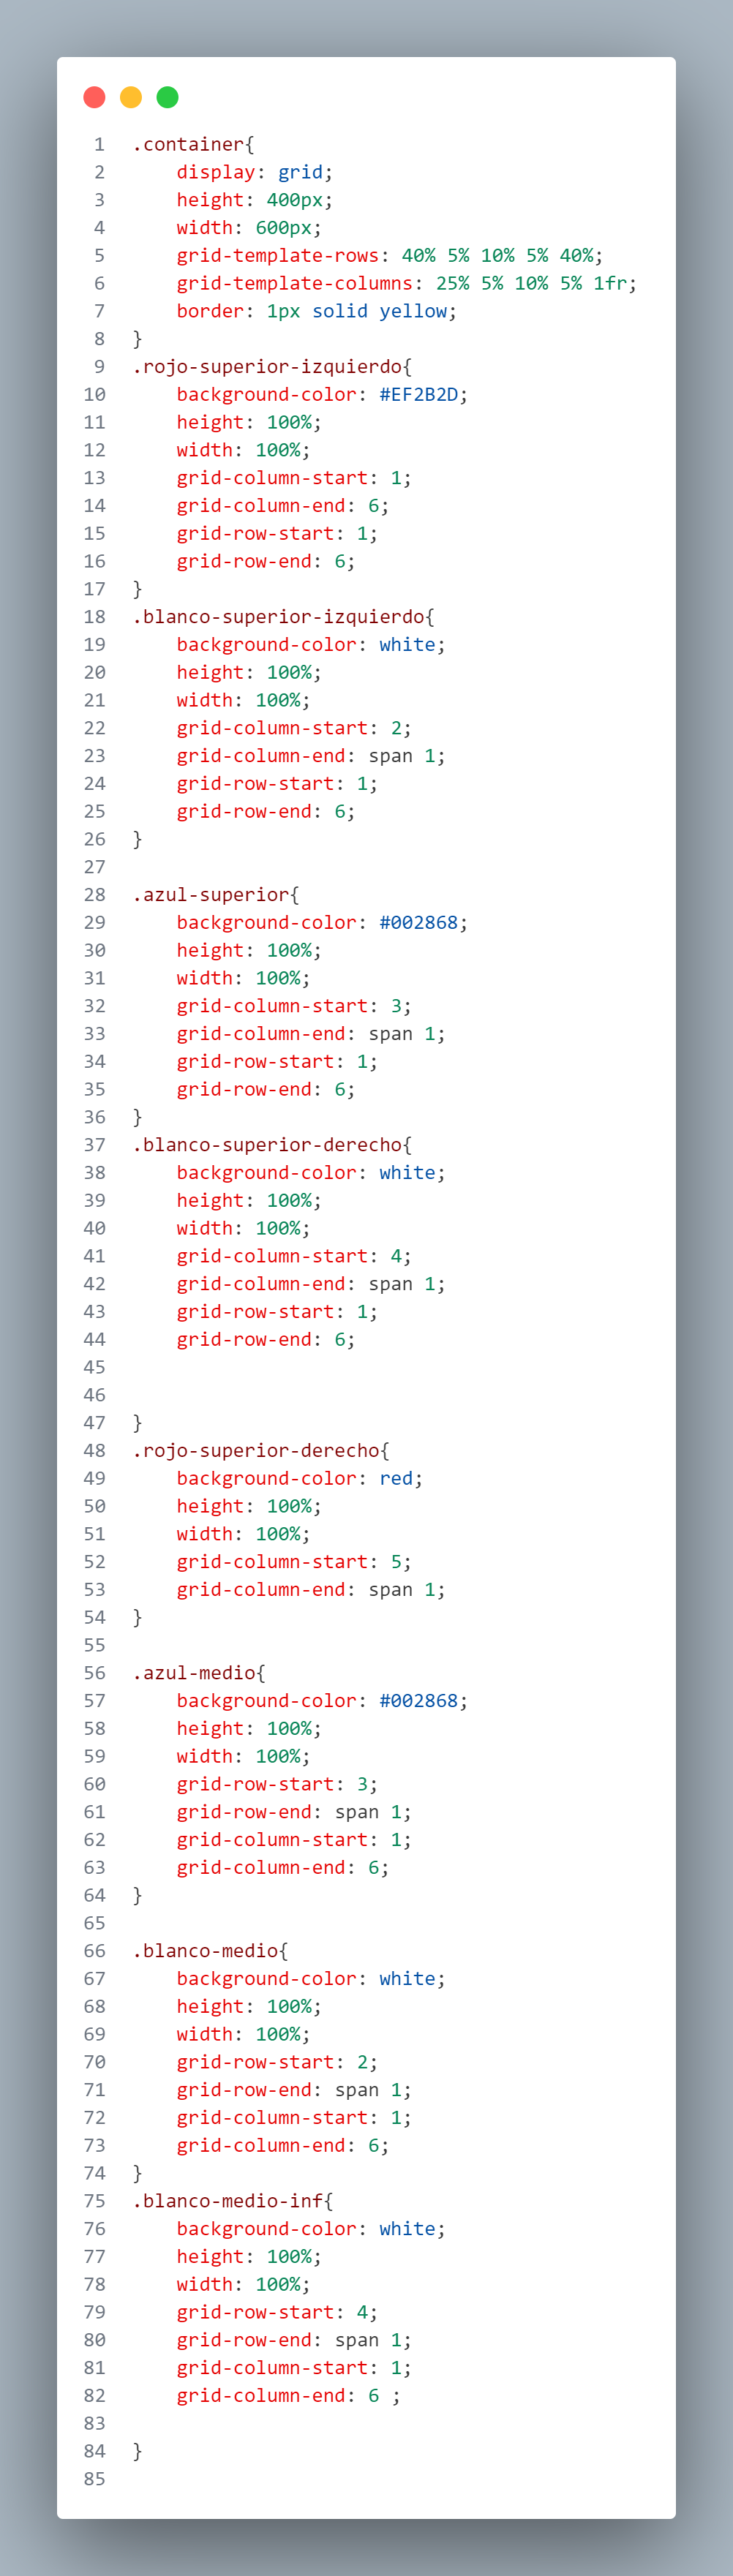 1 .container{
2 display: grid;
3 height: 400px;
4 width: 600px;
5 grid-template-rows: 40% 5% 10% 5% 40%;
6 grid-template-columns: 25% 5% 10% 5% 1fr;
7 border: 1px solid yellow;
8 }
9 .rojo-superior-izquierdo{
10 background-color: #EF2B2D;
11 height: 100%;
12 width: 100%;
13 grid-column-start: 1;
14 grid-column-end: 6;
15 grid-row-start: 1;
16 grid-row-end: 6;
17 }
18 .blanco-superior-izquierdo{
19 background-color: white;
20 height: 100%;
21 width: 100%;
22 grid-column-start: 2;
23 grid-column-end: span 1;
24 grid-row-start: 1;
25 grid-row-end: 6;
26 }
27
28 .azul-superior{
29 background-color: #002868;
30 height: 100%;
31 width: 100%;
32 grid-column-start: 3;
33 grid-column-end: span 1;
34 grid-row-start: 1;
35 grid-row-end: 6;
36 }
37 .blanco-superior-derecho{
38 background-color: white;
39 height: 100%;
40 width: 100%;
41 grid-column-start: 4;
42 grid-column-end: span 1;
43 grid-row-start: 1;
44 grid-row-end: 6;
45
46
47 }
48 .rojo-superior-derecho{
49 background-color: red;
50 height: 100%;
51 width: 100%;
52 grid-column-start: 5;
53 grid-column-end: span 1;
54 }
55
56 .azul-medio{
57 background-color: #002868;
58 height: 100%;
59 width: 100%;
60 grid-row-start: 3;
61 grid-row-end: span 1;
62 grid-column-start: 1;
63 grid-column-end: 6;
64 }
65
66 .blanco-medio{
67 background-color: white;
68 height: 100%;
69 width: 100%;
70 grid-row-start: 2;
71 grid-row-end: span 1;
72 grid-column-start: 1;
73 grid-column-end: 6;
74 }
75 .blanco-medio-inf{
76 background-color: white;
77 height: 100%;
78 width: 100%;
79 grid-row-start: 4;
80 grid-row-end: span 1;
81 grid-column-start: 1;
82 grid-column-end: 6 ;
83
84 }
85